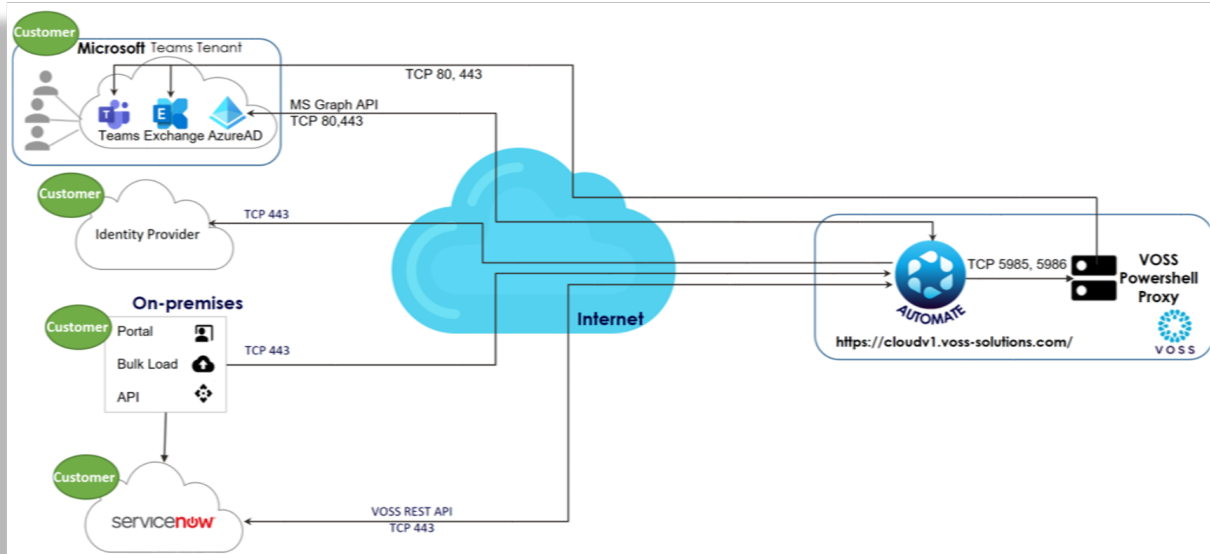 Customer
Microsoft Teams Tenant
TCP 80, 443
MS Graph API
TCP 80,443
Teams Exchange AzureAD
Customer
TCP 443
Identity Provider
TCP 5985, 5986
VOSS
Powershell
Proxy
AUTOMATE
https://cloudv1.voss-solutions.com/
VOSS
Internet
On-premises
Customer
Portal
Bulk Load
API
TCP 443
Customer
servicenow
VOSS REST API
TCP 443